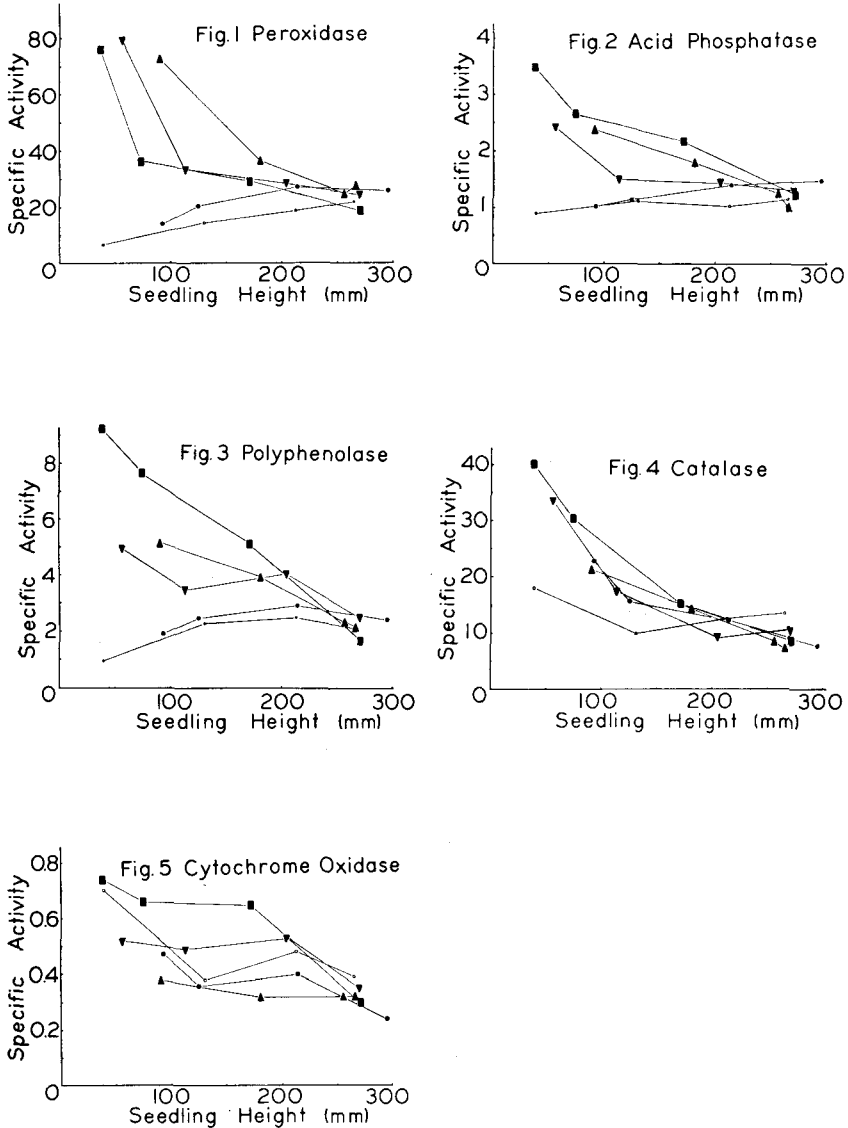 Fig. 1 Peroxidase
Specific Activity
80
60
40
20
0
100
200
300
Seedling Height (mm)
Fig. 2 Acid Phosphatase
Specific Activity
4
3
2
1
0
100
200
300
Seedling Height (mm)
Fig. 3 Polyphenolase
Specific Activity
8
6
4
2
0
100
200
300
Seedling Height (mm)
Fig. 4 Catalase
Specific Activity
40
30
20
10
0
100
200
300
Seedling Height (mm)
Fig. 5 Cytochrome Oxidase
Specific Activity
0.8
0.6
0.4
0.2
0
100
200
300
Seedling Height (mm)